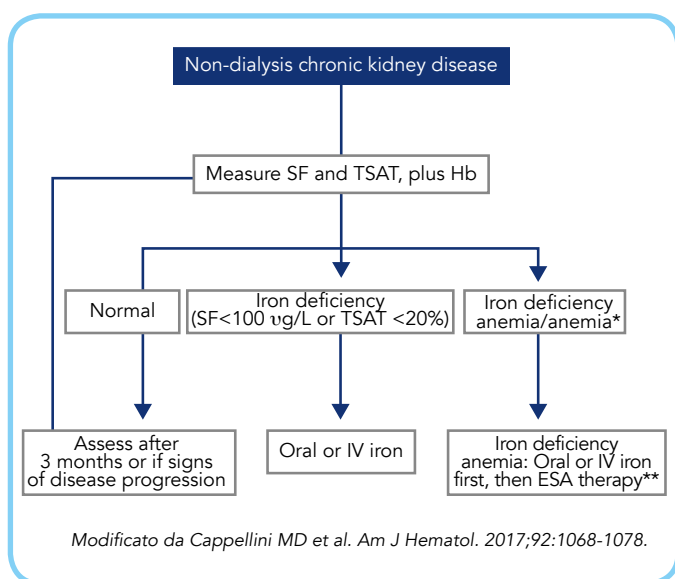 Non-dialysis chronic kidney disease
Measure SF and TSAT, plus Hb
Normal
Iron deficiency
(SF<100 υg/L or TSAT <20%)
Iron deficiency
anemia/anemia*
Assess after
3 months or if signs
of disease progression
Oral or IV iron
Iron deficiency
anemia: Oral or IV iron
first, then ESA therapy**
Modificato da Cappellini MD et al. Am J Hematol. 2017;92:1068-1078.